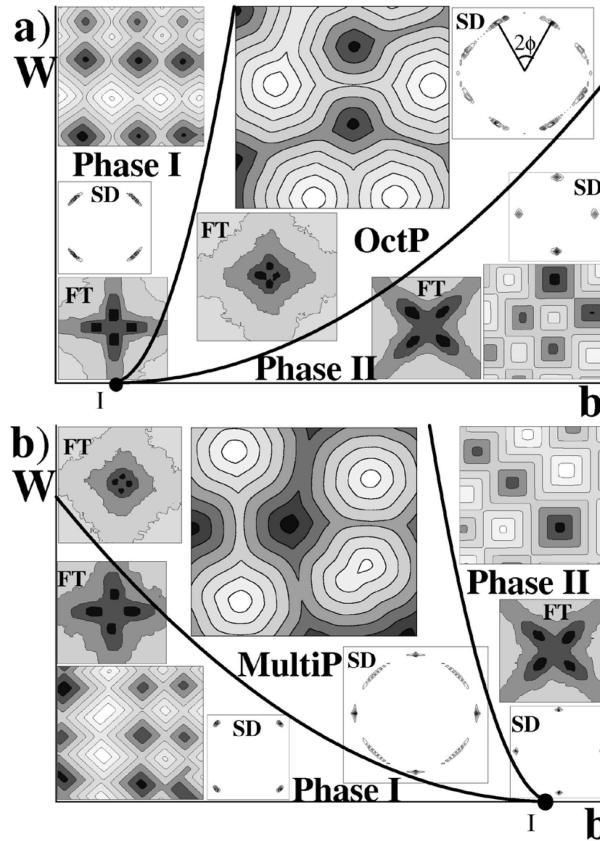 a)
W
SD
2ϕ
Phase I
SD
SD
FT
OctP
FT
FT
Phase II
I
b
b)
FT
W
Phase II
FT
FT
MultiP
SD
SD
SD
Phase I
I
b